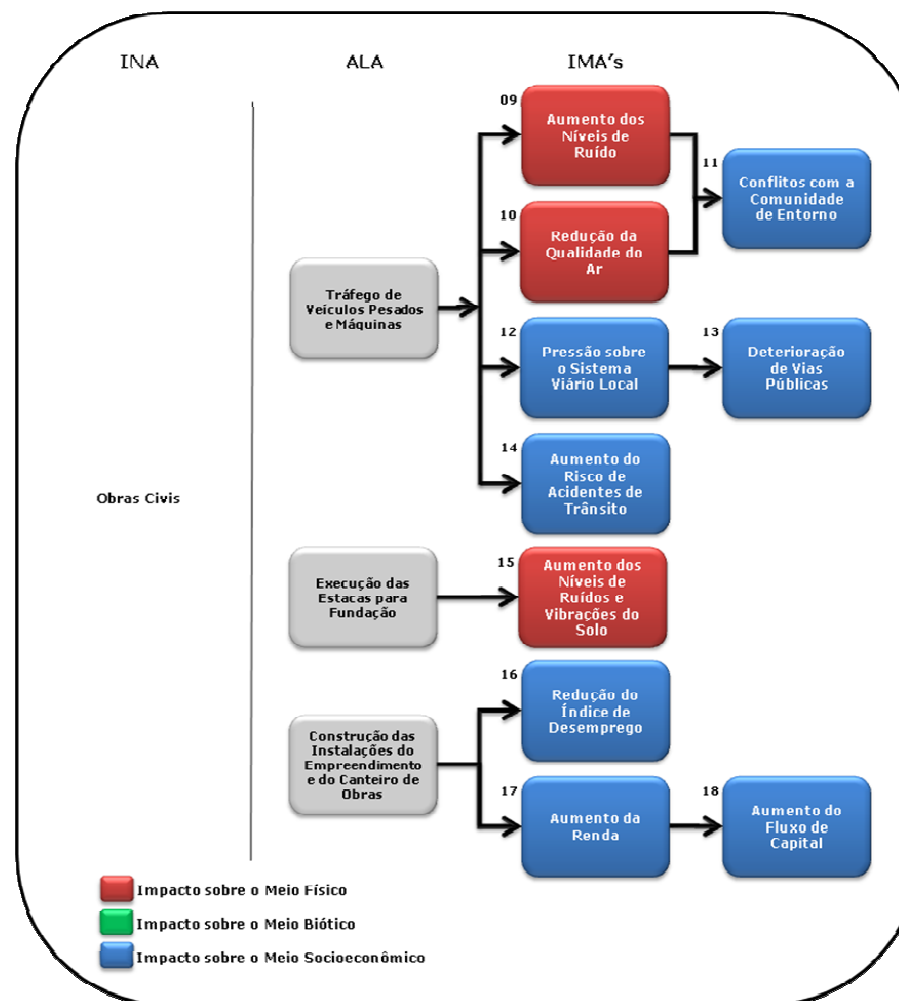 INA
ALA
IMA's
09
Aumento dos
Níveis de
Ruído
11
Conflitos com a
Comunidade
de Entorno
10
Redução da
Qualidade do
Ar
Tráfego de
Veículos Pesados
e Máquinas
12
Pressão sobre
o Sistema
Viário Local
13
Deterioração
de Vias
Públicas
14
Aumento do
Risco de
Acidentes de
Trânsito
Obras Civis
15
Aumento dos
Níveis de
Ruídos e
Vibrações do
Solo
Execução das
Estacas para
Fundação
16
Redução do
Índice de
Desemprego
Construção das
Instalações do
Empreendimento
e do Canteiro de
Obras
17
Aumento da
Renda
18
Aumento do
Fluxo de
Capital
Impacto sobre o Meio Físico
Impacto sobre o Meio Biótico
Impacto sobre o Meio Socioeconômico